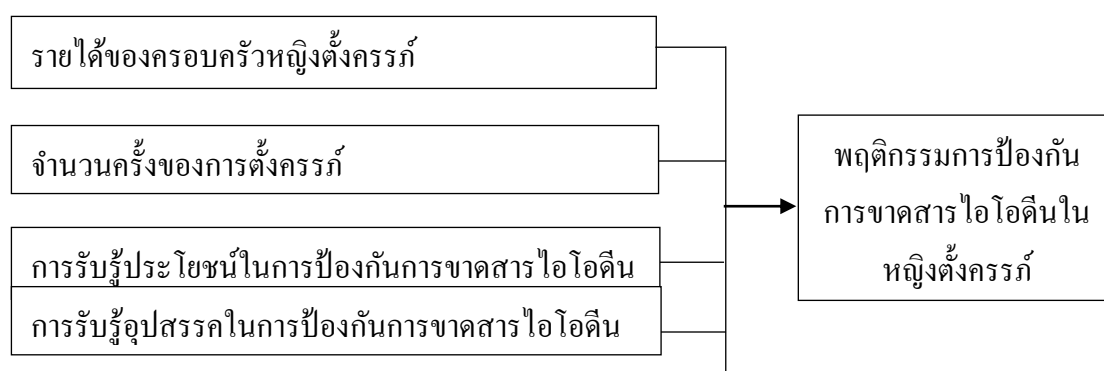 รายได้ของครอบครัวหญิงตั้งครรภ์
จำนวนครั้งของการตั้งครรภ์
การรับรู้ประโยชน์ในการป้องกันการขาดสารไอโอดีน
การรับรู้อุปสรรคในการป้องกันการขาดสารไอโอดีน
พฤติกรรมการป้องกัน
การขาดสารไอโอดีนใน
หญิงตั้งครรภ์